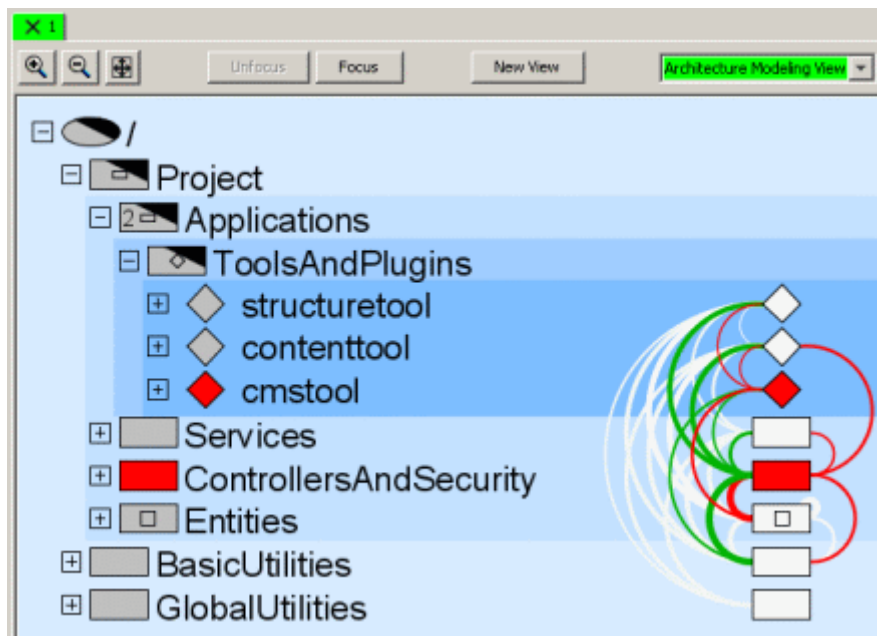 1
Unfocus Focus New View Architecture Modeling View
/
Project
2 Applications
ToolsAndPlugins
structuretool
contenttool
cmstool
Services
ControllersAndSecurity
Entities
BasicUtilities
GlobalUtilities